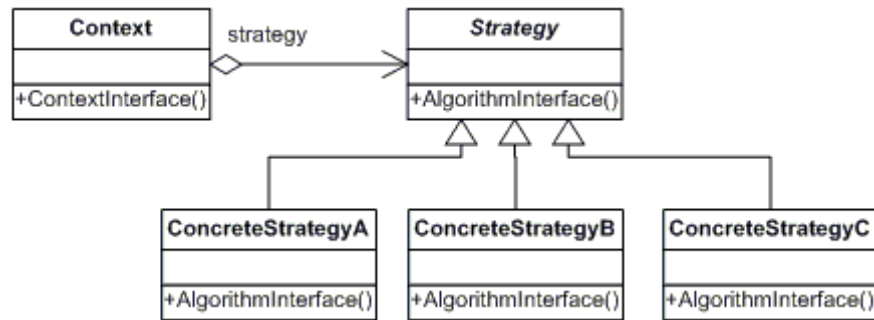 Context
strategy
Strategy
+ContextInterface()
+AlgorithmInterface()
ConcreteStrategyA
ConcreteStrategyB
ConcreteStrategyC
+AlgorithmInterface()
+AlgorithmInterface()
+AlgorithmInterface()